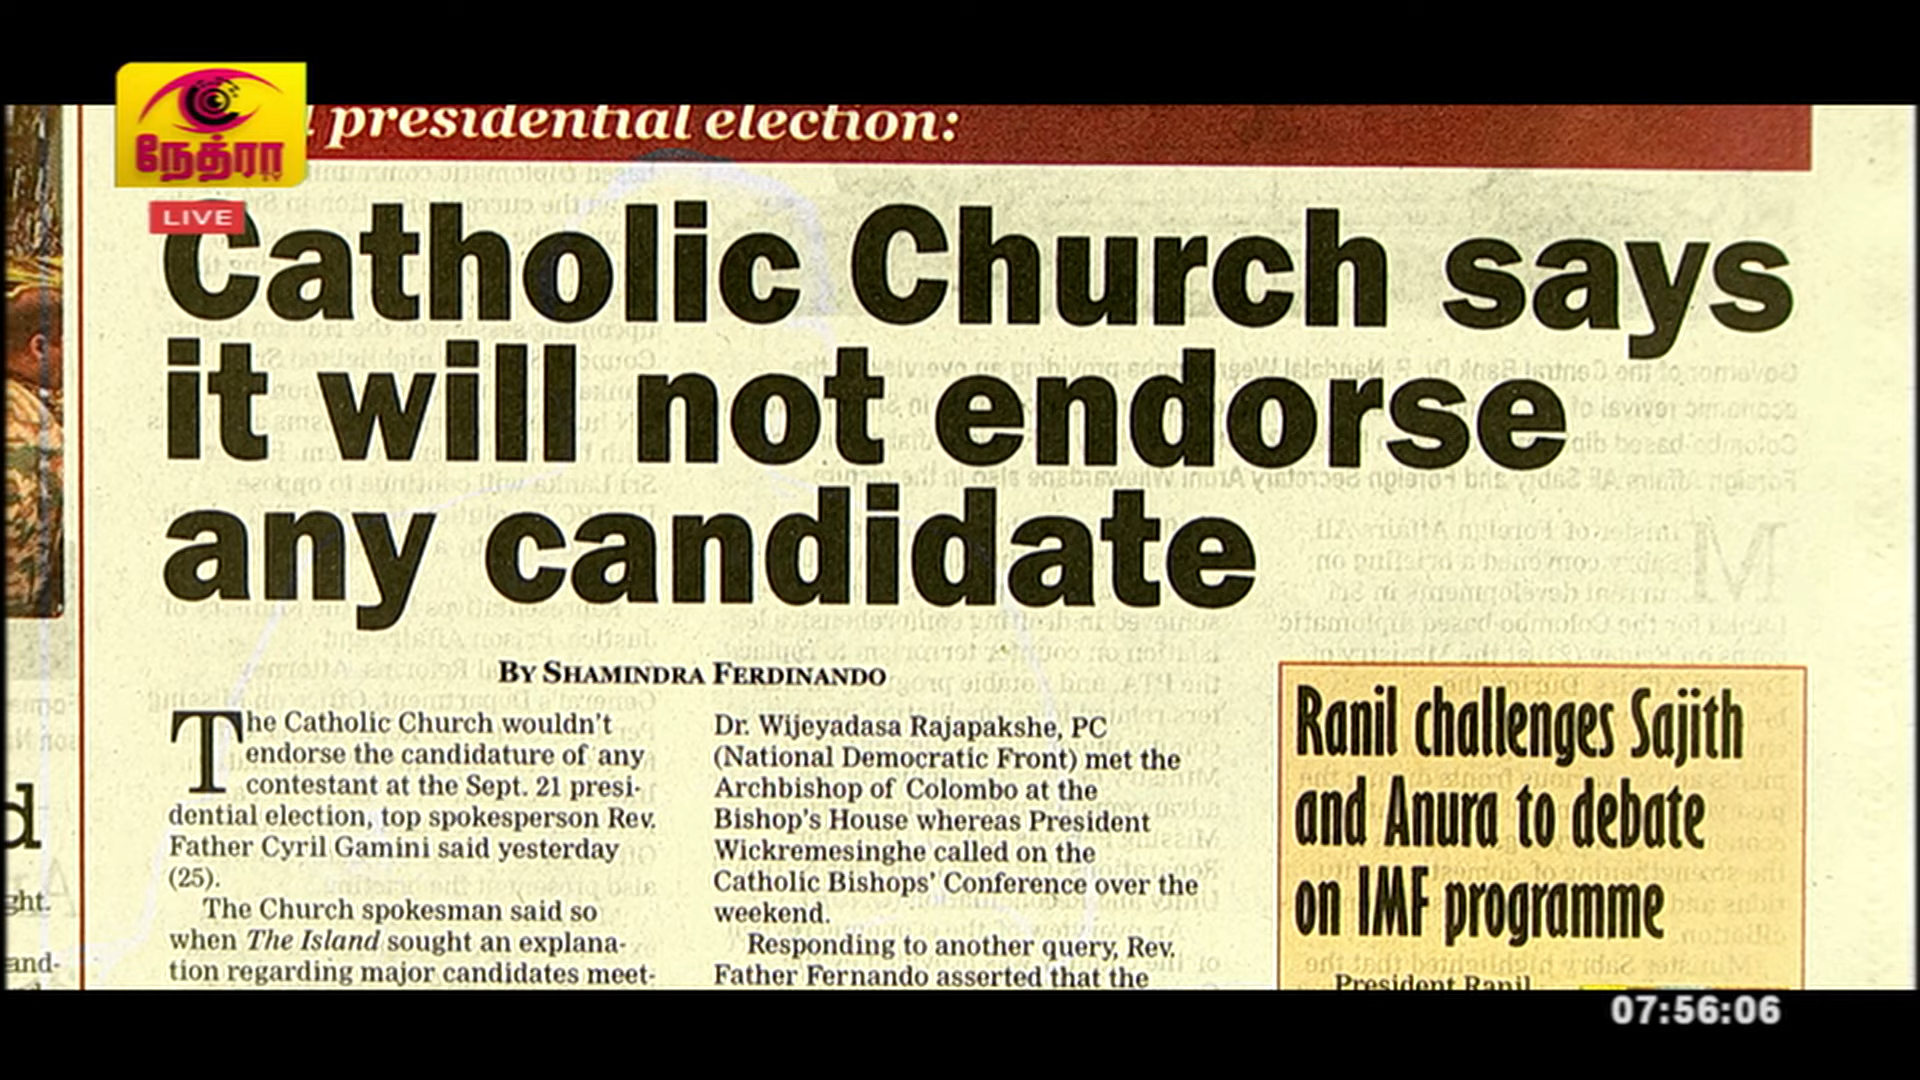 நேத்ரா
TV
LIVE
presidential election:
Catholic Church says
it will not endorse
any candidate
BY SHAMINDRA FERDINANDO
The Catholic Church wouldn't
endorse the candidature of any
contestant at the Sept. 21 presi-
dential election, top spokesperson Rev.
Father Cyril Gamini said yesterday
(25).
The Church spokesman said so
when The Island sought an explana-
tion regarding major candidates meet-
Dr. Wijeyadasa Rajapakshe, PC
(National Democratic Front) met the
Archbishop of Colombo at the
Bishop's House whereas President
Wickremesinghe called on the
Catholic Bishops' Conference over the
weekend.
Responding to another query, Rev.
Father Fernando asserted that the
Ranil challenges Sajith
and Anura to debate
on IMF programme
President Ranil
d
ght.
and-
07:56:06